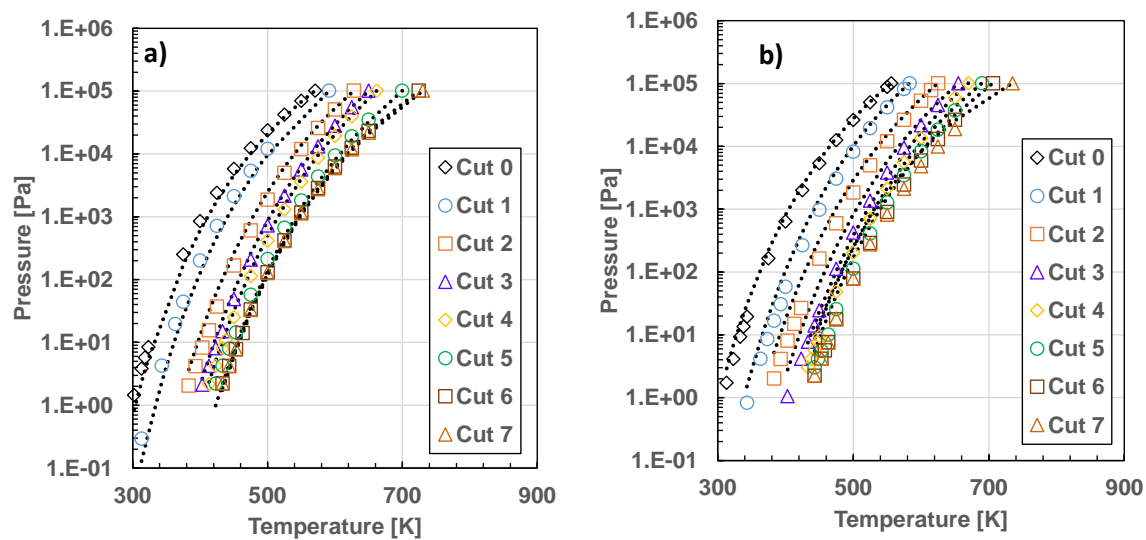 a)
1.E+06
1.E+05
1.E+04
1.E+03
1.E+02
1.E+01
1.E+00
1.E-01
Pressure [Pa]
300 500 700 900
Temperature [K]
Cut 0
Cut 1
Cut 2
Cut 3
Cut 4
Cut 5
Cut 6
Cut 7
b)
1.E+06
1.E+05
1.E+04
1.E+03
1.E+02
1.E+01
1.E+00
1.E-01
Pressure [Pa]
300 500 700 900
Temperature [K]
Cut 0
Cut 1
Cut 2
Cut 3
Cut 4
Cut 5
Cut 6
Cut 7